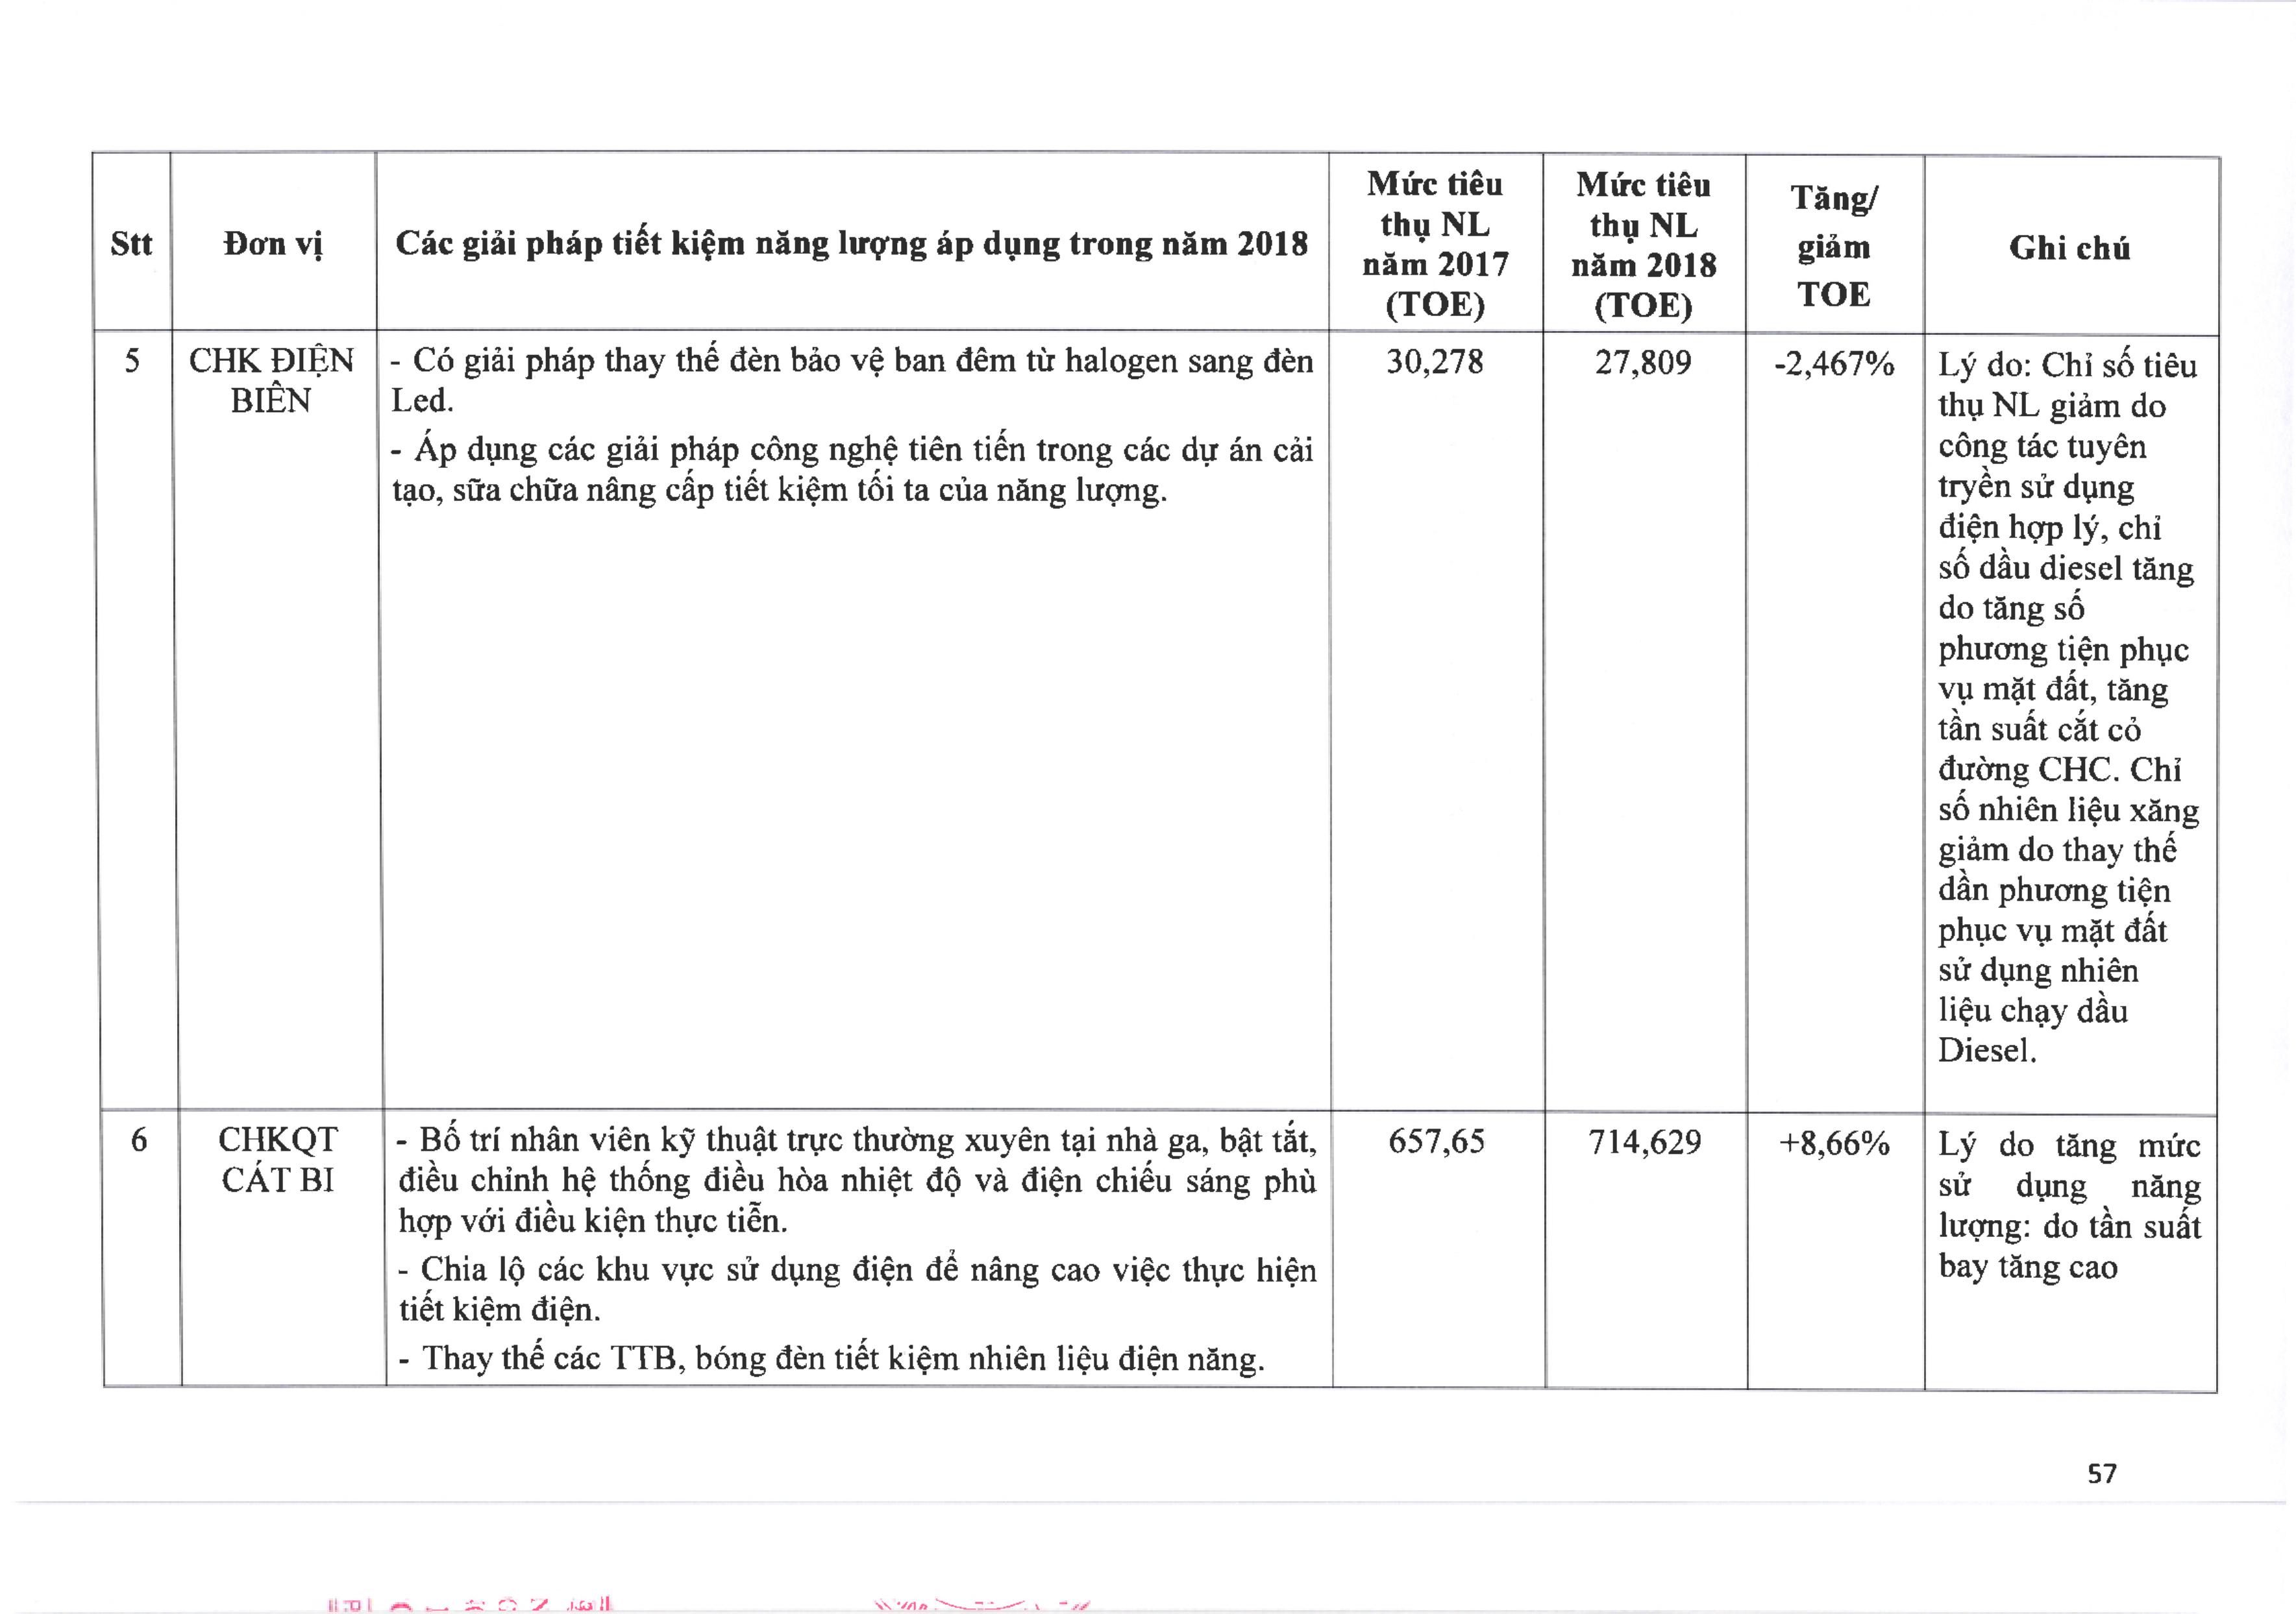 Stt
Đơn vị
Các giải pháp tiết kiệm năng lượng áp dụng trong năm 2018
Mức tiêu
thụ NL
năm 2017
(TOE)
Mức tiêu
thụ NL
năm 2018
(TOE)
Tăng/
giảm
TOE
Ghi chú
5
CHK ĐIỆN
BIÊN
- Có giải pháp thay thế đèn bảo vệ ban đêm từ halogen sang đèn
Led.
- Áp dụng các giải pháp công nghệ tiên tiến trong các dự án cải
tạo, sữa chữa nâng cấp tiết kiệm tối ta của năng lượng.
30,278
27,809
-2,467%
Lý do: Chỉ số tiêu
thụ NL giảm do
công tác tuyên
tryền sử dụng
điện hợp lý, chỉ
số dầu diesel tăng
do tăng số
phương tiện phục
vụ mặt đất, tăng
tần suất cắt cỏ
đường CHC. Chỉ
số nhiên liệu xăng
giảm do thay thế
dần phương tiện
phục vụ mặt đất
sử dụng nhiên
liệu chạy dầu
Diesel.
6
CHKQT
CÁT BI
- Bố trí nhân viên kỹ thuật trực thường xuyên tại nhà ga, bật tắt,
điều chỉnh hệ thống điều hòa nhiệt độ và điện chiếu sáng phù
hợp với điều kiện thực tiễn.
- Chia lộ các khu vực sử dụng điện để nâng cao việc thực hiện
tiết kiệm điện.
- Thay thế các TTB, bóng đèn tiết kiệm nhiên liệu điện năng.
657,65
714,629
+8,66%
Lý do tăng mức
sử dụng năng
lượng: do tần suất
bay tăng cao
57